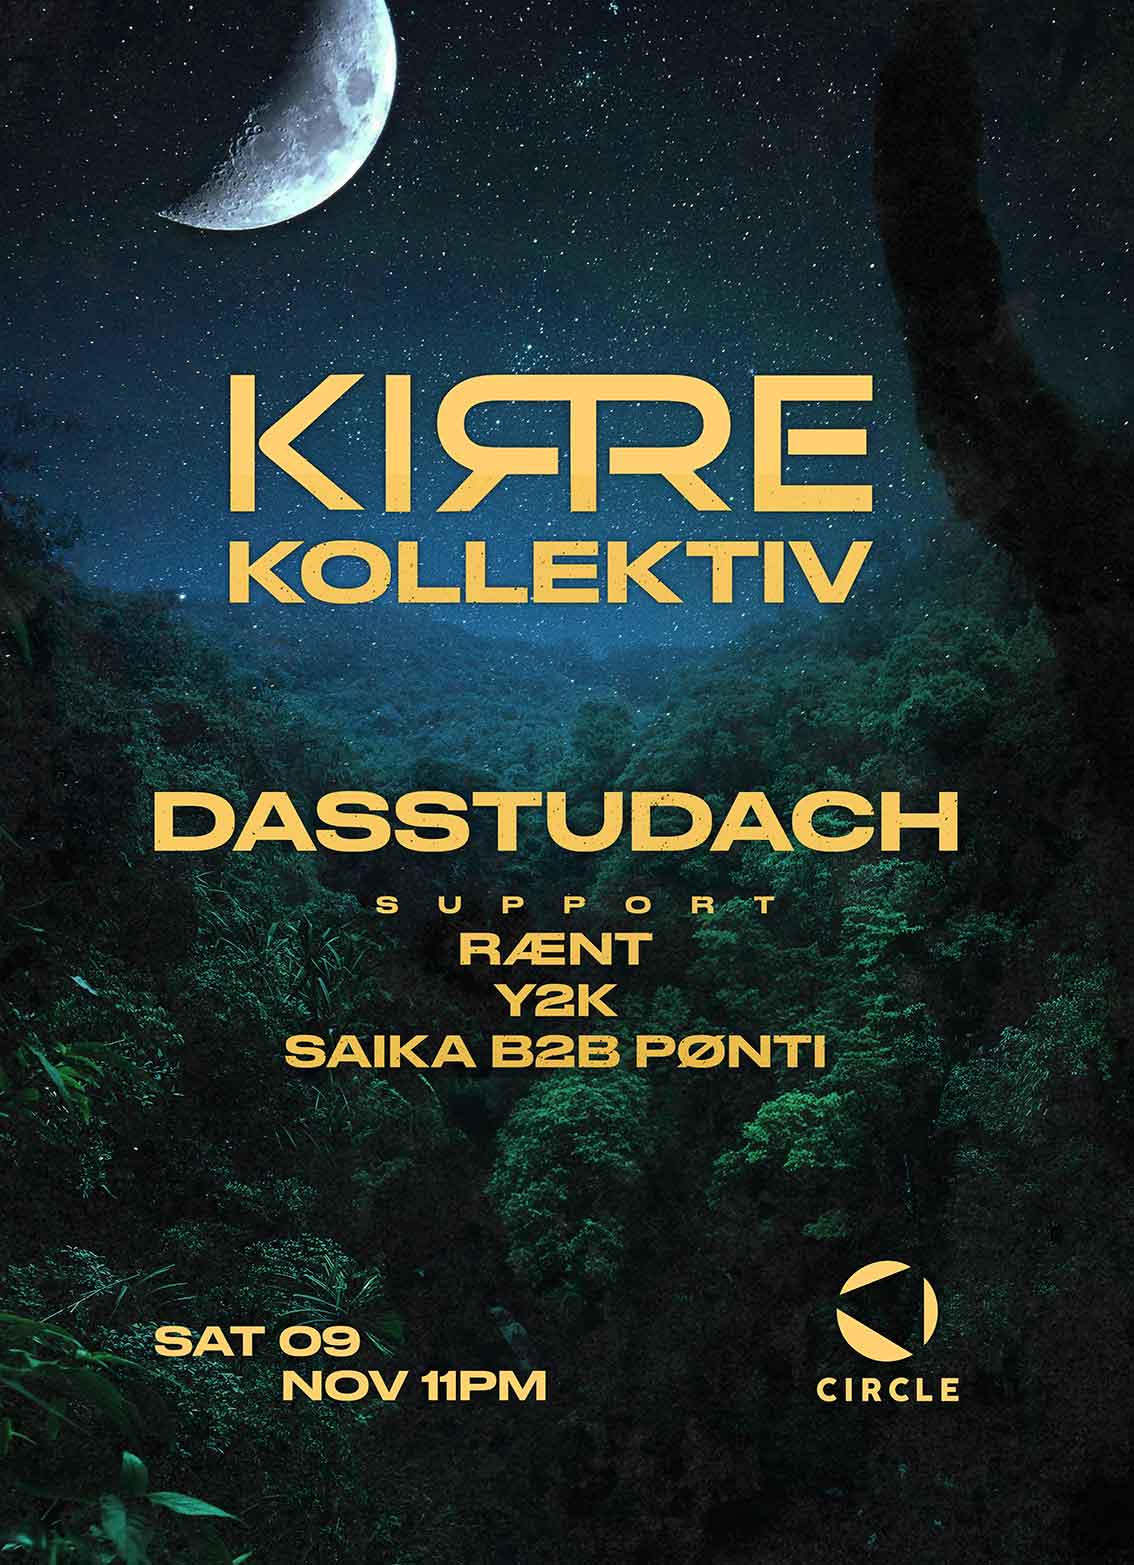 KIRRE
KOLLEKTIV
DASSTUDACH
SUPPORT
RÆNT
Y2K
SAIKA B2B PØNTI
SAT 09
NOV 11PM
CIRCLE